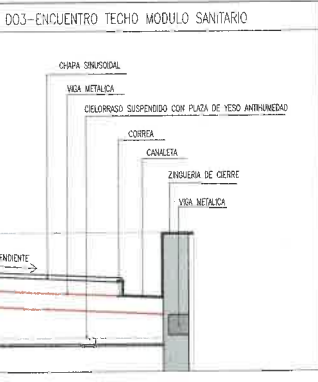 D03-ENCUENTRO TECHO MODULO SANITARIO
CHAPA SINUSOIDAL
VIGA METALICA
CIELORRASO SUSPENDIDO CON PLAZA DE YESO ANTIHUMEDAD
CORREA
CANALETA
ZINGUERIA DE CIERRE
VIGA METALICA
ENDIENTE